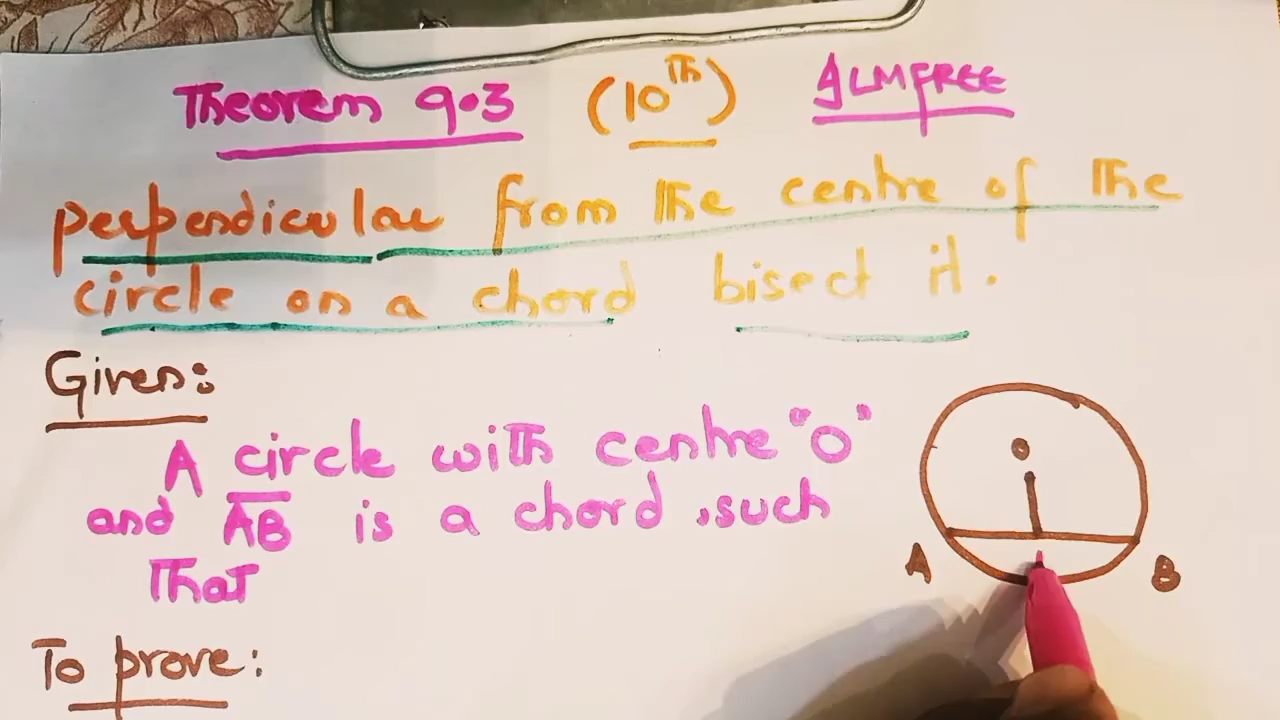 Theorem 9.3 (10th) ILMFREE
perpendicular from The centre of The
circle on a chord bisect it.
Given:
A circle with centre "O"
and AB is a chord, such
That
O
A B
To prove: